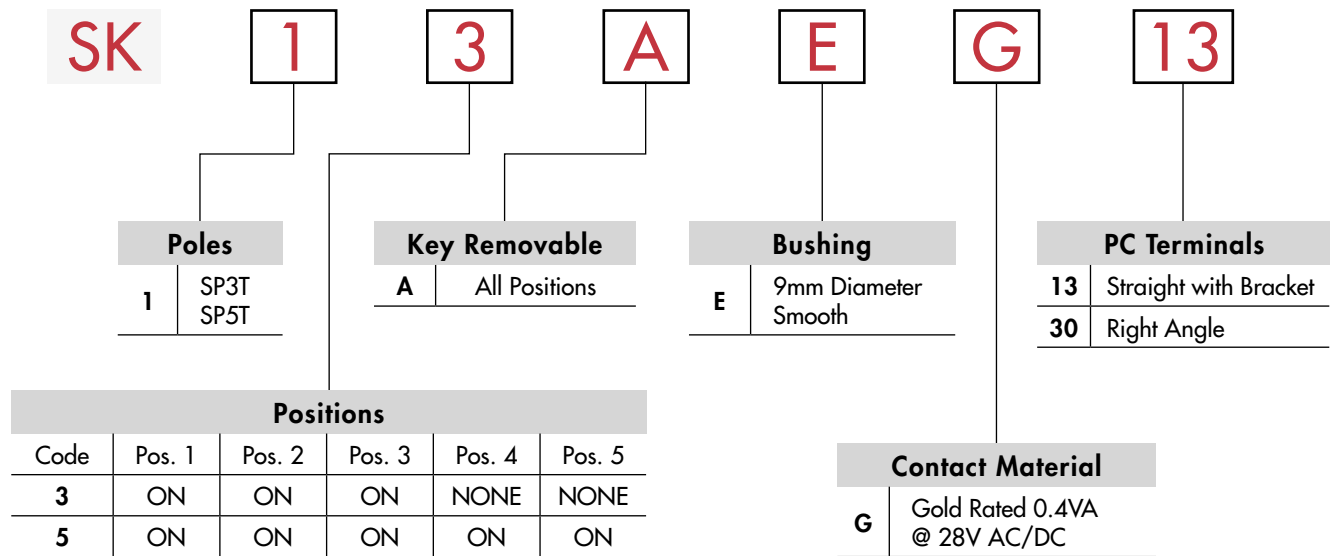 SK 1 3 A E G 13
Poles
1 SP3T
SP5T
Key Removable
A All Positions
Bushing
E 9mm Diameter
Smooth
PC Terminals
13 Straight with Bracket
30 Right Angle
Positions
Code Pos. 1 Pos. 2 Pos. 3 Pos. 4 Pos. 5
3 ON ON ON NONE NONE
5 ON ON ON ON ON
Contact Material
G Gold Rated 0.4VA
@ 28V AC/DC